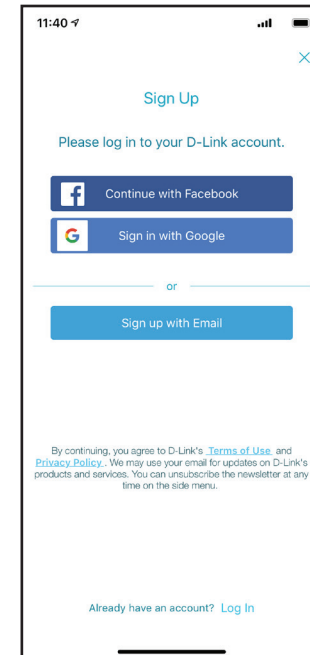 11:40
Sign Up
Please log in to your D-Link account.
Continue with Facebook
Sign in with Google
or
Sign up with Email
By continuing, you agree to D-Link's Terms of Use and
Privacy Policy. We may use your email for updates on D-Link's
products and services. You can unsubscribe the newsletter at any
time on the side menu.
Already have an account? Log In